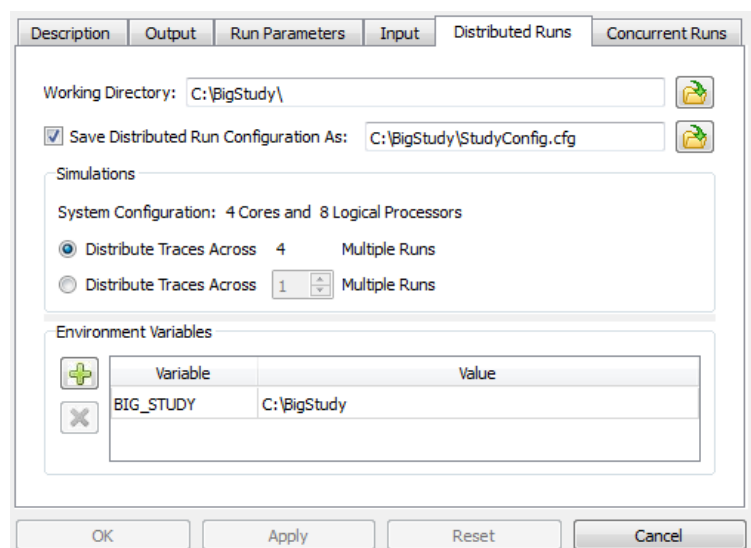 Description Output Run Parameters Input Distributed Runs Concurrent Runs
Working Directory: C:\BigStudy\
Save Distributed Run Configuration As: C:\BigStudy\StudyConfig.cfg
Simulations
System Configuration: 4 Cores and 8 Logical Processors
Distribute Traces Across 4 Multiple Runs
Distribute Traces Across 1 Multiple Runs
Environment Variables
Variable Value
BIG_STUDY C:\BigStudy
OK Apply Reset Cancel